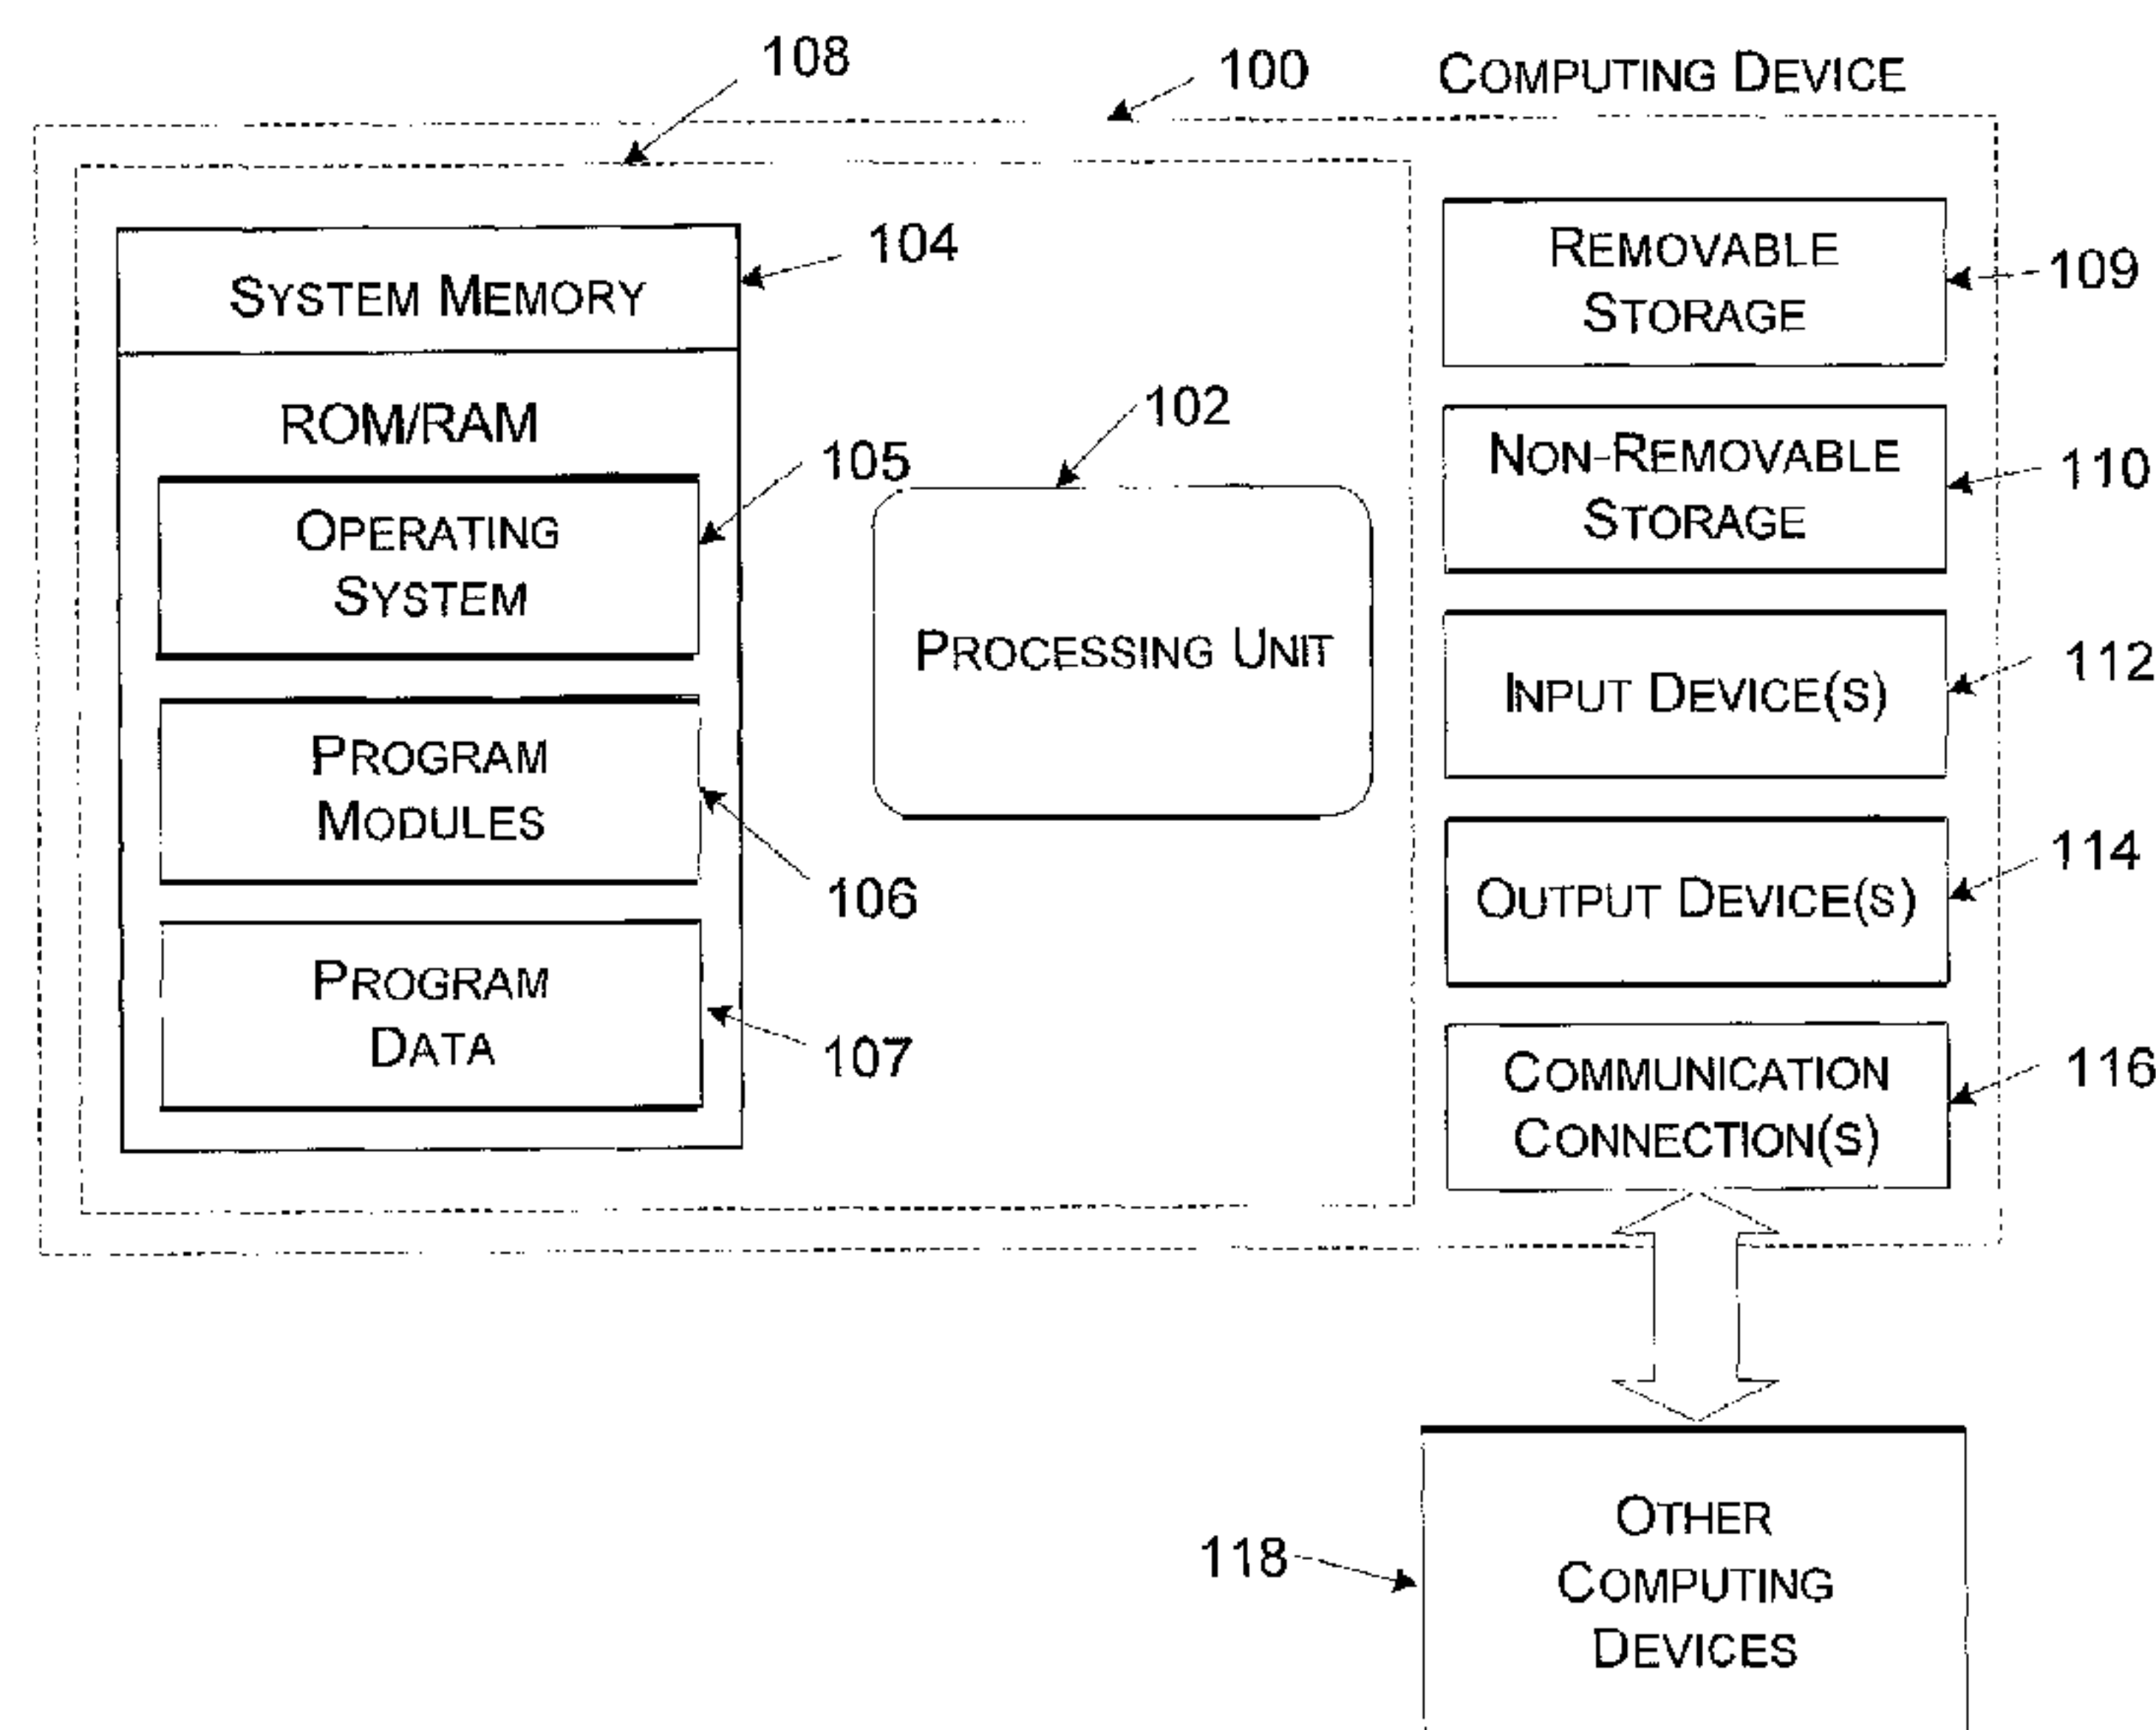 108
100
COMPUTING DEVICE
104
SYSTEM MEMORY
ROM/RAM
105
OPERATING
SYSTEM
PROGRAM
MODULES
106
PROGRAM
DATA
107
102
PROCESSING UNIT
REMOVABLE
STORAGE
109
NON-REMOVABLE
STORAGE
110
INPUT DEVICE(S)
112
OUTPUT DEVICE(S)
114
COMMUNICATION
CONNECTION(S)
116
118
OTHER
COMPUTING
DEVICES